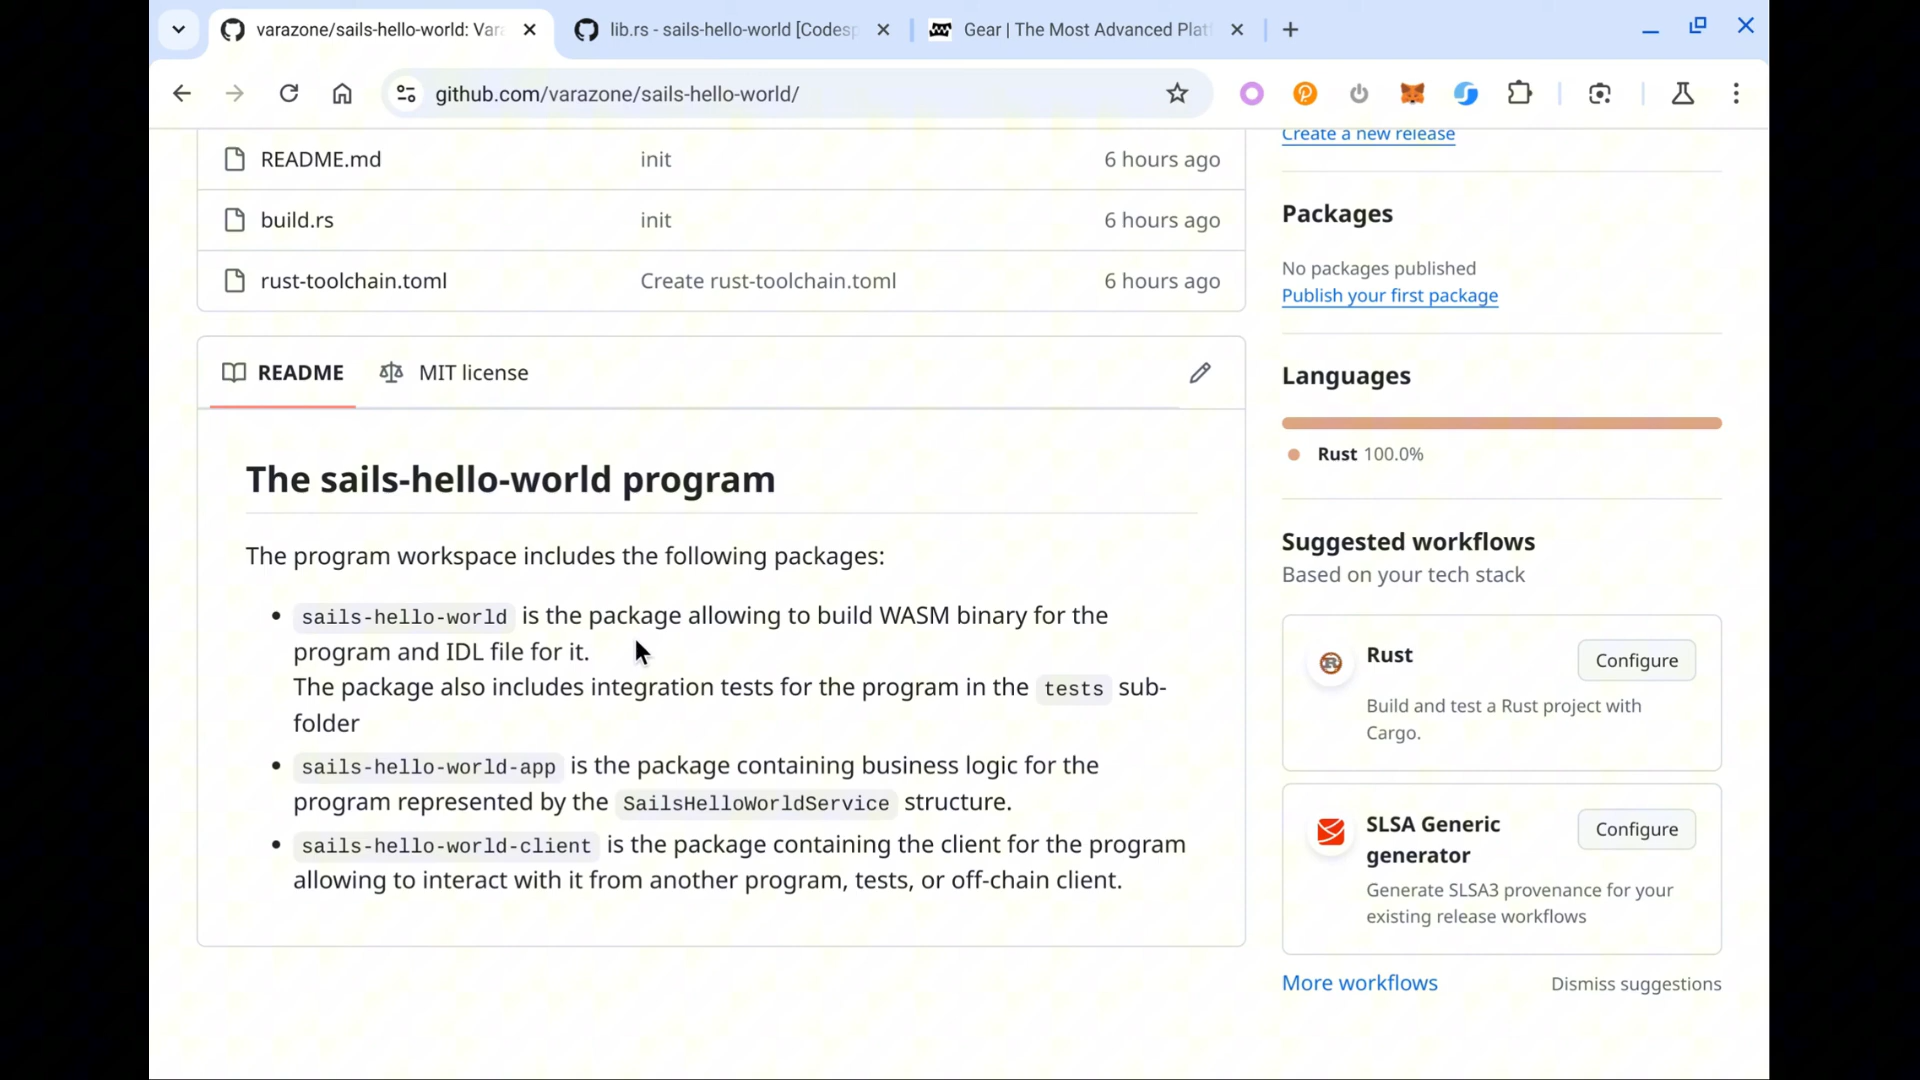 varazone/sails-hello-world: Var
lib.rs - sails-hello-world [Codesp
Gear | The Most Advanced Plat
github.com/varazone/sails-hello-world/
Create a new release
README.md init 6 hours ago
build.rs init 6 hours ago
rust-toolchain.toml Create rust-toolchain.toml 6 hours ago
README MIT license
The sails-hello-world program
The program workspace includes the following packages:
sails-hello-world is the package allowing to build WASM binary for the
program and IDL file for it.
The package also includes integration tests for the program in the tests sub-
folder
sails-hello-world-app is the package containing business logic for the
program represented by the SailsHelloWorldService structure.
sails-hello-world-client is the package containing the client for the program
allowing to interact with it from another program, tests, or off-chain client.
Packages
No packages published
Publish your first package
Languages
Rust 100.0%
Suggested workflows
Based on your tech stack
Rust
Configure
Build and test a Rust project with
Cargo.
SLSA Generic
generator
Configure
Generate SLSA3 provenance for your
existing release workflows
More workflows
Dismiss suggestions